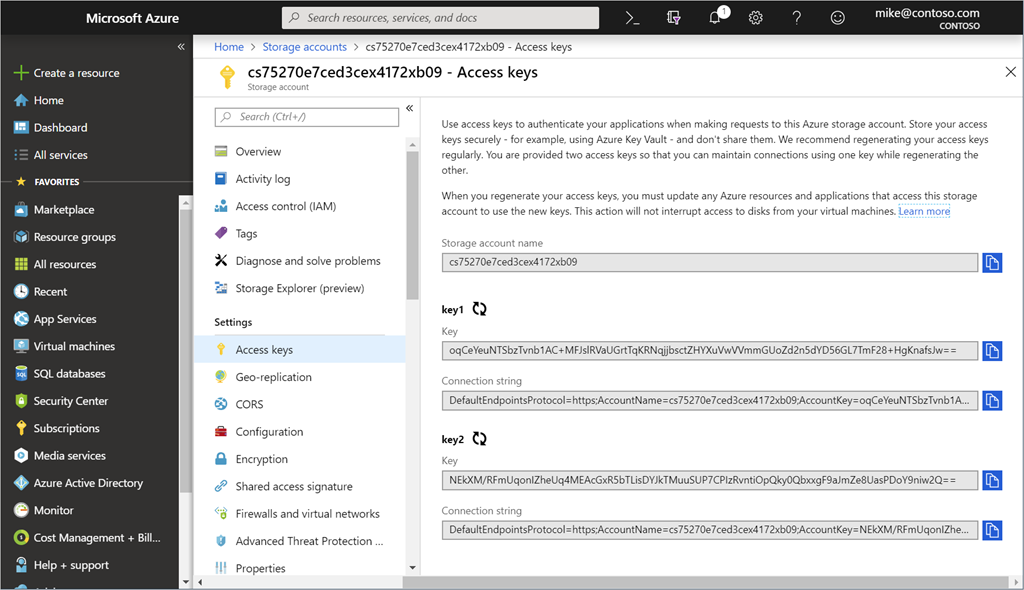 Microsoft Azure
Search resources, services, and docs
1
mike@contoso.com
CONTOSO
Create a resource
Home
Dashboard
All services
FAVORITES
Marketplace
Resource groups
All resources
Recent
App Services
Virtual machines
SQL databases
Security Center
Subscriptions
Media services
Azure Active Directory
Monitor
Cost Management + Bill...
Help + support
Home > Storage accounts > cs75270e7ced3cex4172xb09 - Access keys
cs75270e7ced3cex4172xb09 - Access keys
Storage account
Search (Ctrl+/)
Overview
Activity log
Access control (IAM)
Tags
Diagnose and solve problems
Storage Explorer (preview)
Settings
Access keys
Geo-replication
CORS
Configuration
Encryption
Shared access signature
Firewalls and virtual networks
Advanced Threat Protection ...
Properties
Use access keys to authenticate your applications when making requests to this Azure storage account. Store your access
keys securely - for example, using Azure Key Vault - and don't share them. We recommend regenerating your access keys
regularly. You are provided two access keys so that you can maintain connections using one key while regenerating the
other.
When you regenerate your access keys, you must update any Azure resources and applications that access this storage
account to use the new keys. This action will not interrupt access to disks from your virtual machines. Learn more
Storage account name
cs75270e7ced3cex4172xb09
key1
Key
oqCeYeuNTSbzTvnb1AC+MFJslRVaUGrtTqKRNqjjbsctZHYXuVwVVmmGUoZd2n5dYD56GL7TmF28+HgKnafsJw==
Connection string
DefaultEndpointsProtocol=https;AccountName=cs75270e7ced3cex4172xb09;AccountKey=oqCeYeuNTSbzTvnb1A...
key2
Key
NEkXM/RFmUqonIZheUq4MEAcGxR5bTLisDYJkTMuuSUP7CPIzRvntiOpQky0QbxxgF9aJmZe8UasPDoY9niw2Q==
Connection string
DefaultEndpointsProtocol=https;AccountName=cs75270e7ced3cex4172xb09;AccountKey=NEkXM/RFmUqonIZhe...